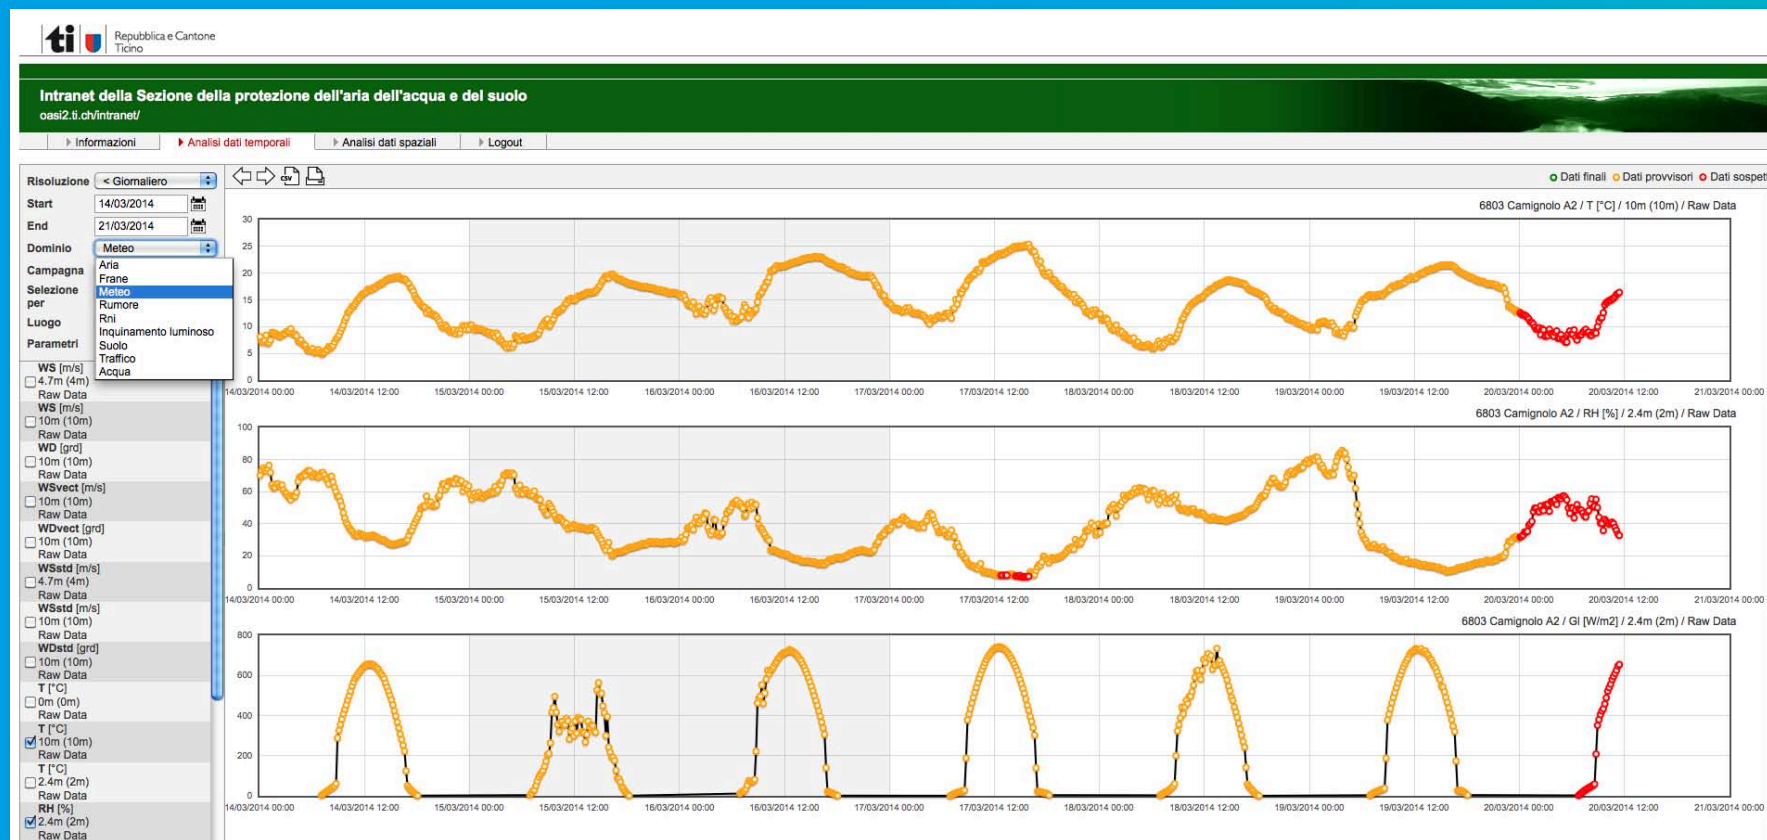 ti
Repubblica e Cantone
Ticino
Intranet della Sezione della protezione dell'aria dell'acqua e del suolo
oasi2.ti.ch/intranet/
Informazioni
Analisi dati temporali
Analisi dati spaziali
Logout
Risoluzione < Giornaliero
Start 14/03/2014
End 21/03/2014
Dominio Meteo
Campagna
Selezione
per
Luogo
Parametri
Aria
Frane
Meteo
Rumore
Rni
Inquinamento luminoso
Suolo
Traffico
Acqua
WS [m/s]
4.7m (4m)
Raw Data
WS [m/s]
10m (10m)
Raw Data
WD [grd]
10m (10m)
Raw Data
WSvect [m/s]
10m (10m)
Raw Data
WDvect [grd]
10m (10m)
Raw Data
WSstd [m/s]
4.7m (4m)
Raw Data
WSstd [m/s]
10m (10m)
Raw Data
WDstd [grd]
10m (10m)
Raw Data
T [°C]
0m (0m)
Raw Data
T [°C]
10m (10m)
Raw Data
T [°C]
2.4m (2m)
Raw Data
RH [%]
2.4m (2m)
Raw Data
CSV
Dati finali Dati provvisori Dati sospett
6803 Camignolo A2 / T [°C] / 10m (10m) / Raw Data
30
25
20
15
10
5
0
14/03/2014 00:00 14/03/2014 12:00 15/03/2014 00:00 15/03/2014 12:00 16/03/2014 00:00 16/03/2014 12:00 17/03/2014 00:00 17/03/2014 12:00 18/03/2014 00:00 18/03/2014 12:00 19/03/2014 00:00 19/03/2014 12:00 20/03/2014 00:00 20/03/2014 12:00 21/03/2014 00:00
6803 Camignolo A2 / RH [%] / 2.4m (2m) / Raw Data
100
80
60
40
20
0
14/03/2014 00:00 14/03/2014 12:00 15/03/2014 00:00 15/03/2014 12:00 16/03/2014 00:00 16/03/2014 12:00 17/03/2014 00:00 17/03/2014 12:00 18/03/2014 00:00 18/03/2014 12:00 19/03/2014 00:00 19/03/2014 12:00 20/03/2014 00:00 20/03/2014 12:00 21/03/2014 00:00
6803 Camignolo A2 / Gl [W/m2] / 2.4m (2m) / Raw Data
800
600
400
200
0
14/03/2014 00:00 14/03/2014 12:00 15/03/2014 00:00 15/03/2014 12:00 16/03/2014 00:00 16/03/2014 12:00 17/03/2014 00:00 17/03/2014 12:00 18/03/2014 00:00 18/03/2014 12:00 19/03/2014 00:00 19/03/2014 12:00 20/03/2014 00:00 20/03/2014 12:00 21/03/2014 00:00